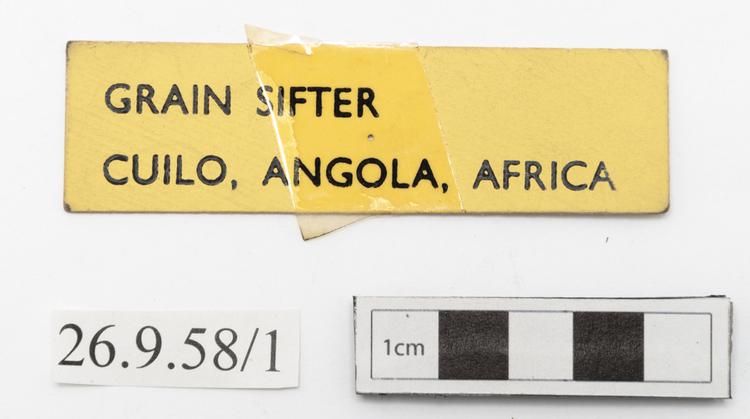 GRAIN SIFTER
CUILO, ANGOLA, AFRICA
26.9.58/1
1cm